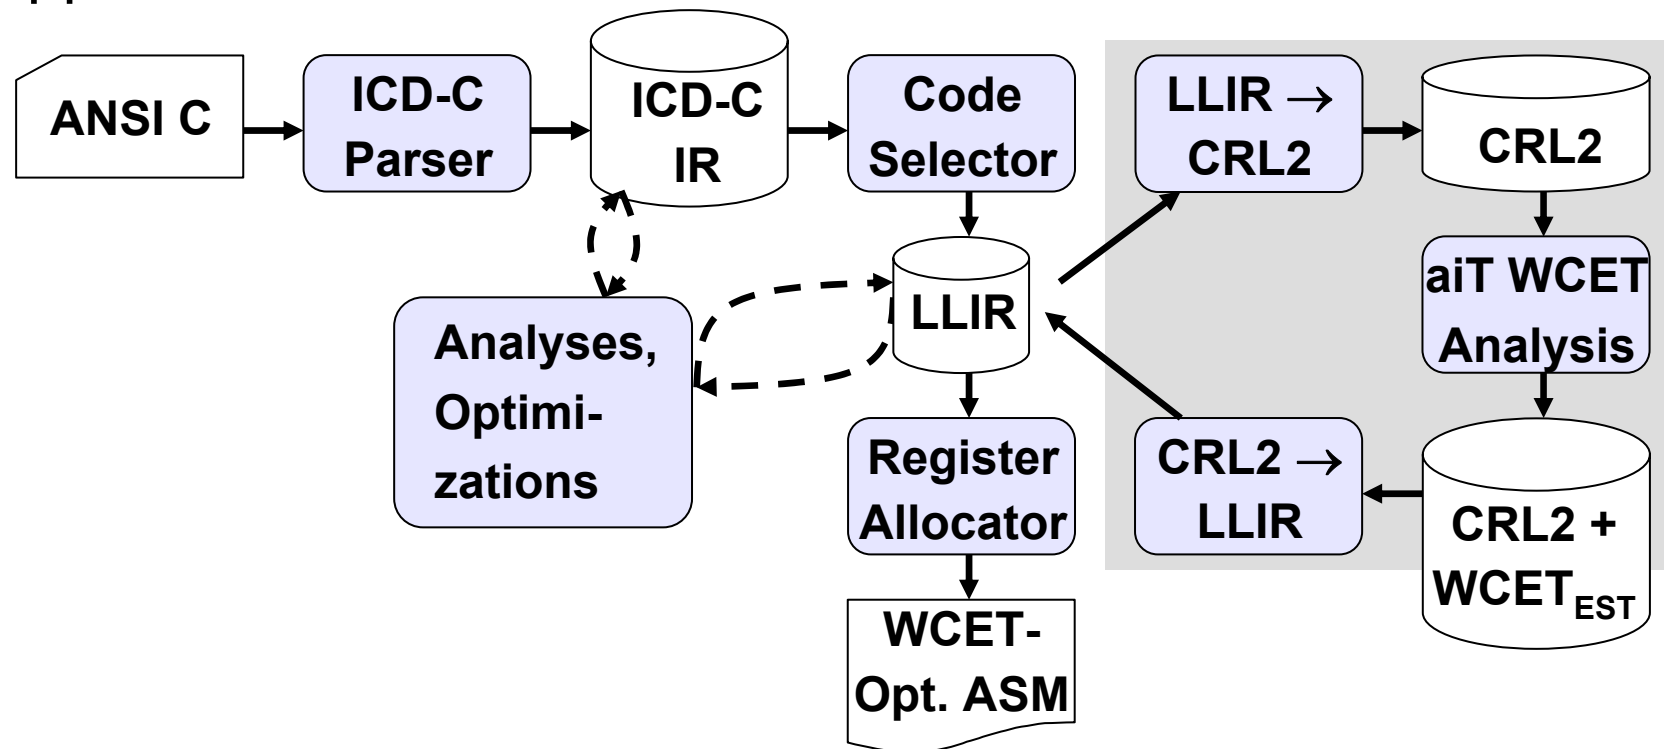 ANSI C
ICD-C
Parser
ICD-C
IR
Code
Selector
LLIR →
CRL2
CRL2
LLIR
aiT WCET
Analysis
Analyses,
Optimi-
zations
Register
Allocator
CRL2 →
LLIR
CRL2 +
WCET_EST
WCET-
Opt. ASM